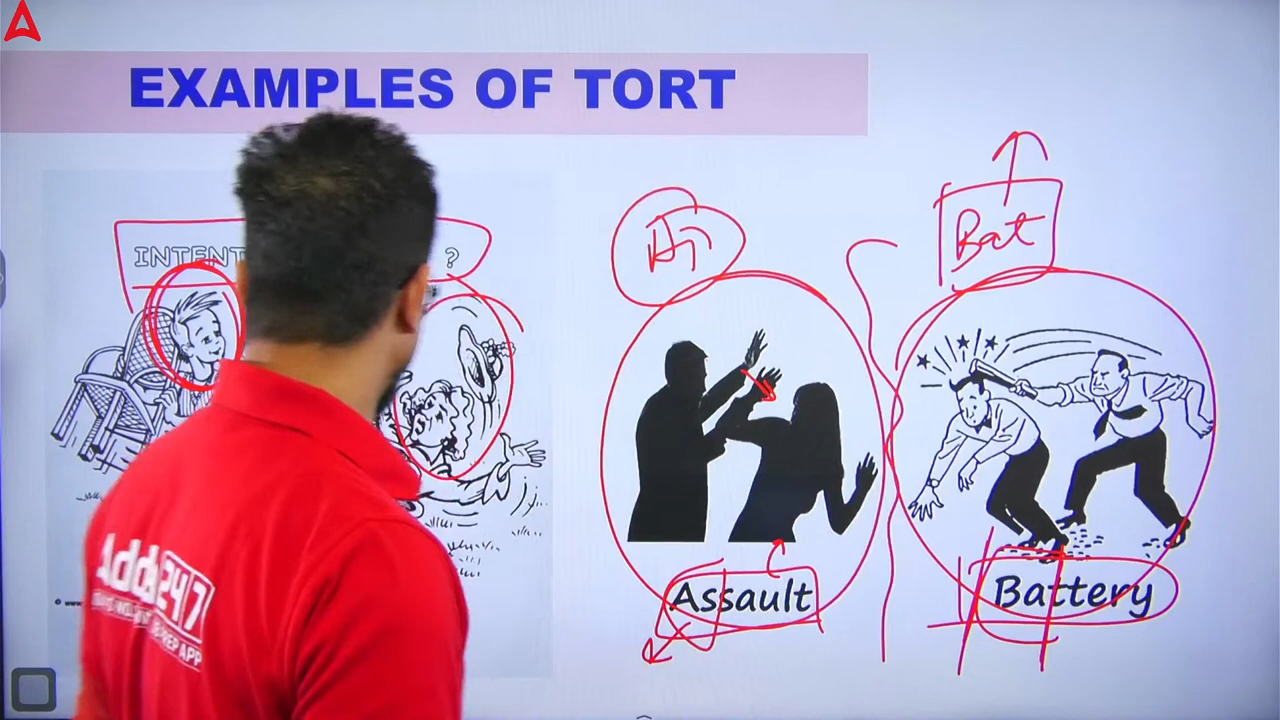 EXAMPLES OF TORT
INTENT
?
Bat
Assault
Battery
Adda247